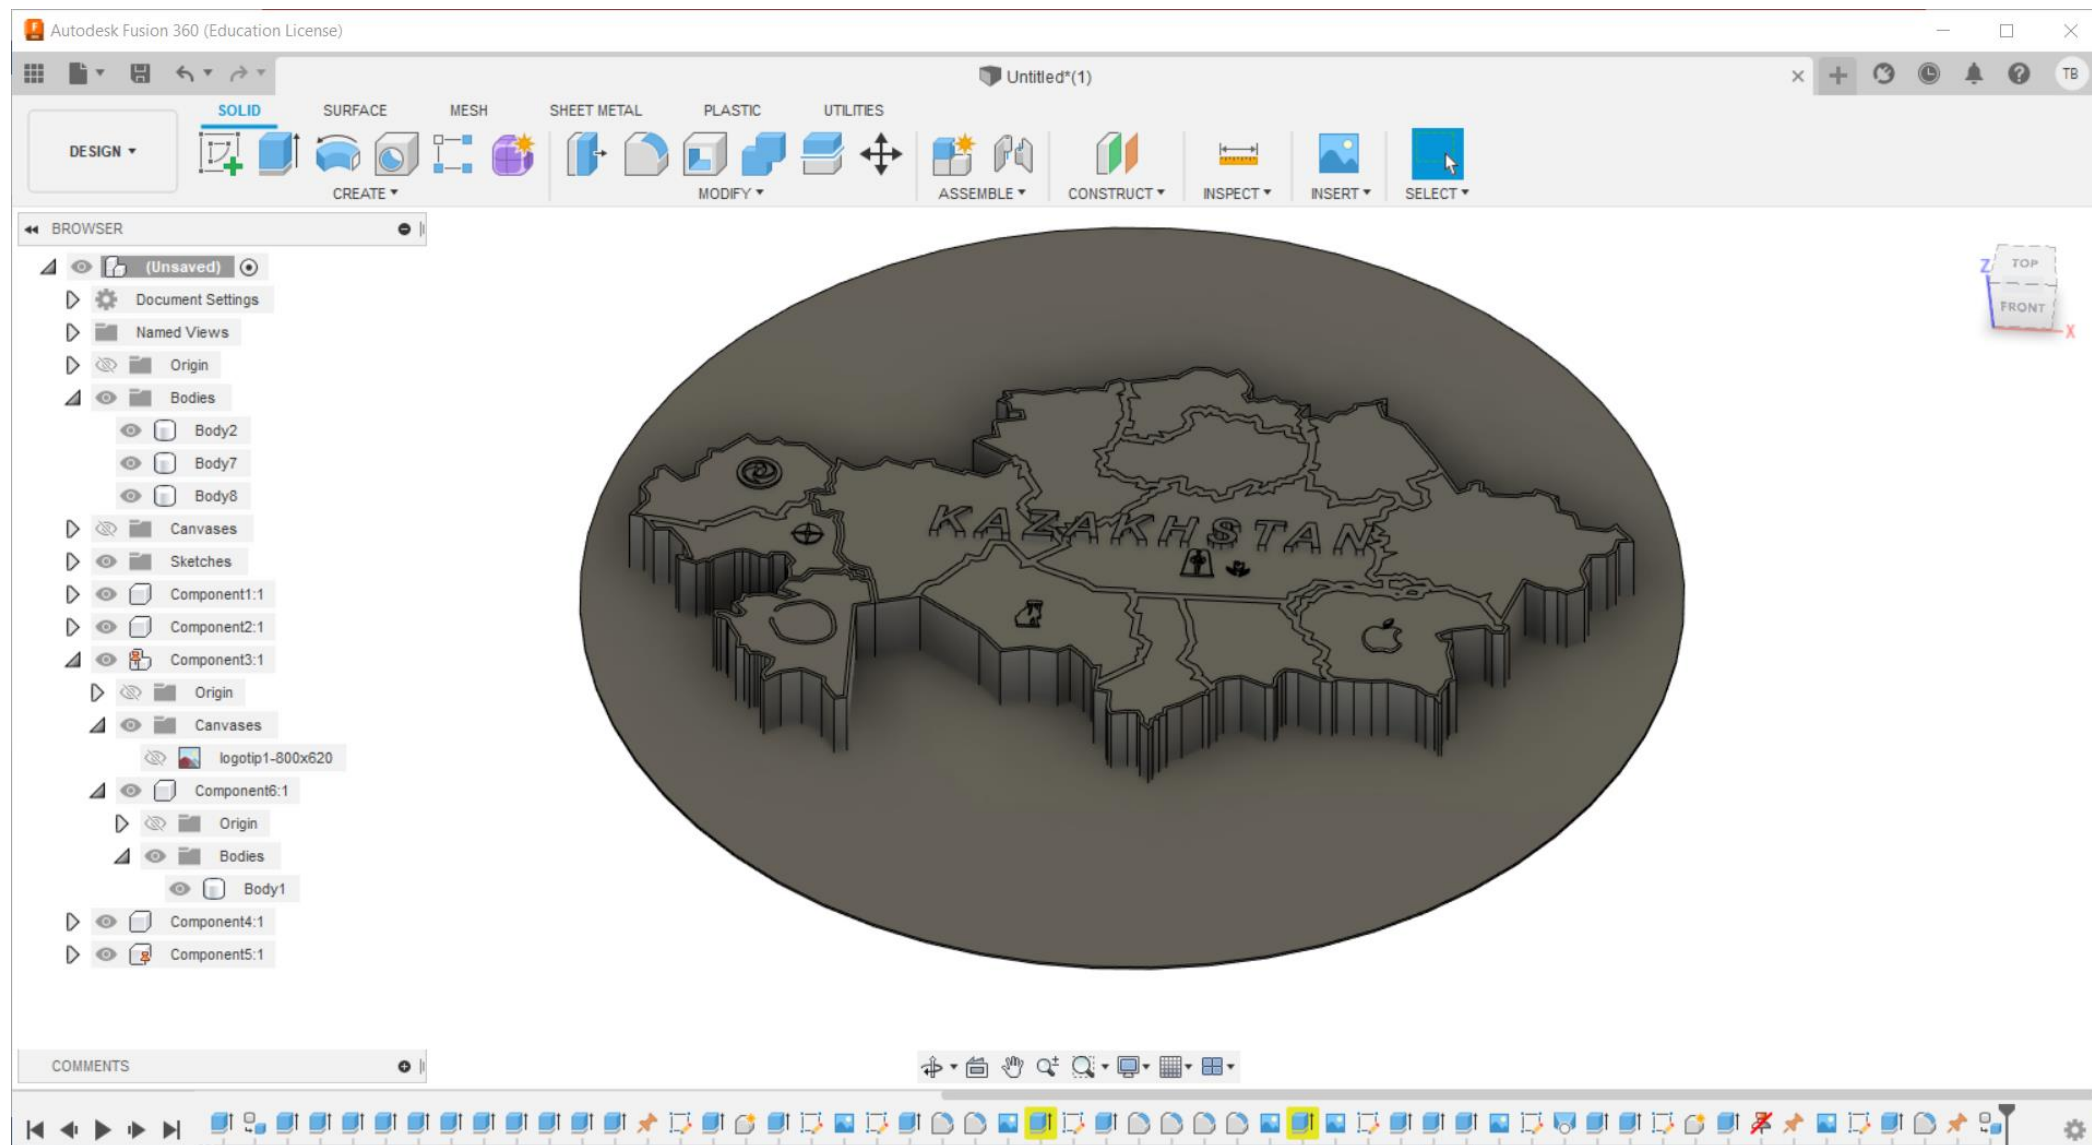 Autodesk Fusion 360 (Education License)
Untitled*(1)
TB
SOLID SURFACE MESH SHEET METAL PLASTIC UTILITIES
DESIGN
CREATE MODIFY ASSEMBLE CONSTRUCT INSPECT INSERT SELECT
BROWSER
(Unsaved)
Document Settings
Named Views
Origin
Bodies
Body2
Body7
Body8
Canvases
Sketches
Component1:1
Component2:1
Component3:1
Origin
Canvases
logotip1-800x620
Component6:1
Origin
Bodies
Body1
Component4:1
Component5:1
KAZAKHSTAN
TOP
Z
FRONT
X
COMMENTS